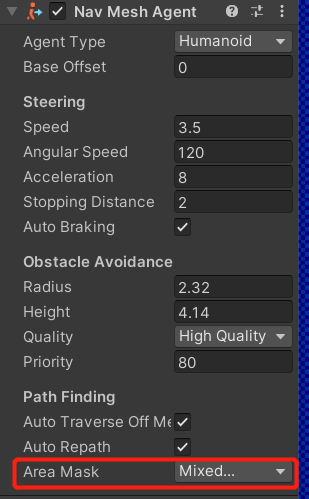 Nav Mesh Agent
Agent Type Humanoid
Base Offset 0
Steering
Speed 3.5
Angular Speed 120
Acceleration 8
Stopping Distance 2
Auto Braking
Obstacle Avoidance
Radius 2.32
Height 4.14
Quality High Quality
Priority 80
Path Finding
Auto Traverse Off Me
Auto Repath
Area Mask Mixed...